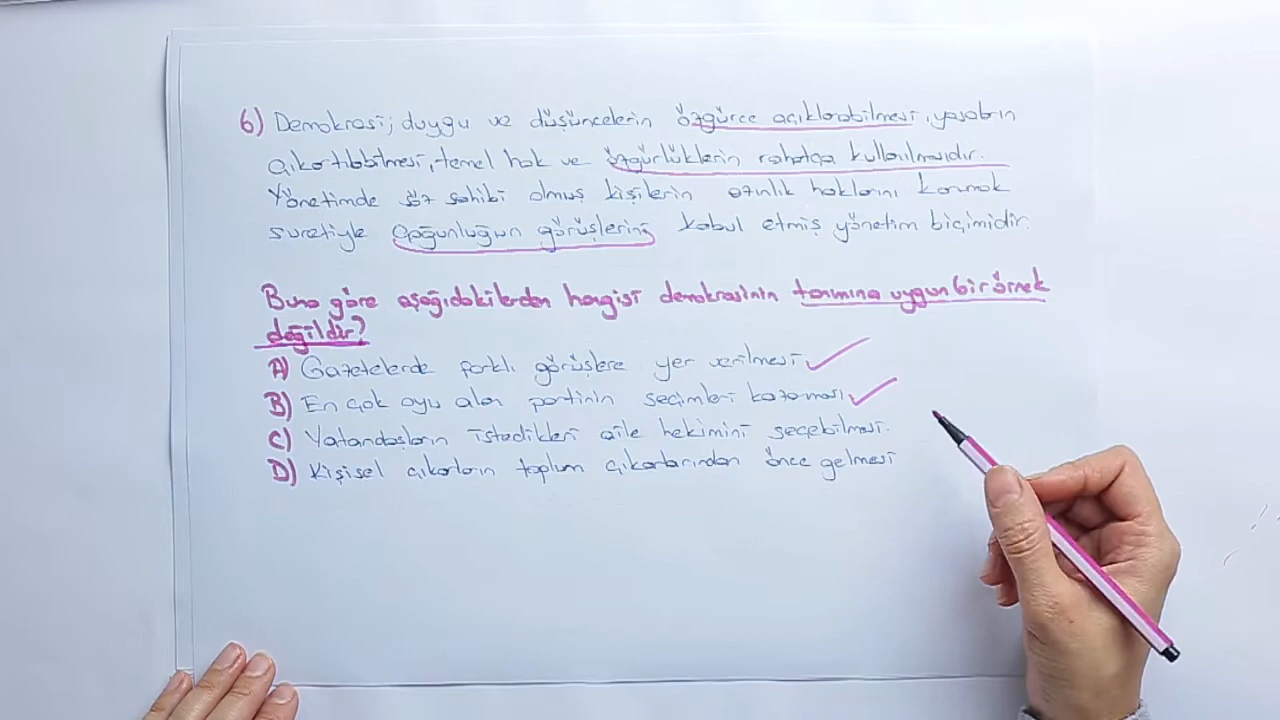 6) Demokrasi; duygu ve düşüncelerin özgürce açıklanabilmesi, yasaların
çıkartılabilmesi, temel hak ve özgürlüklerin rahatça kullanılmasıdır.
Yönetimde söz sahibi olmuş kişilerin azınlık haklarını korumak
suretiyle çoğunluğun görüşlerini kabul etmiş yönetim biçimidir.
Buna göre aşağıdakilerden hangisi demokrasinin tanımına uygun bir örnek
değildir?
A) Gazetelerde farklı görüşlere yer verilmesi
B) En çok oyu alan partinin seçimleri kazanması
C) Vatandaşların istedikleri aile hekimini seçebilmesi.
D) Kişisel çıkarların toplum çıkarlarından önce gelmesi